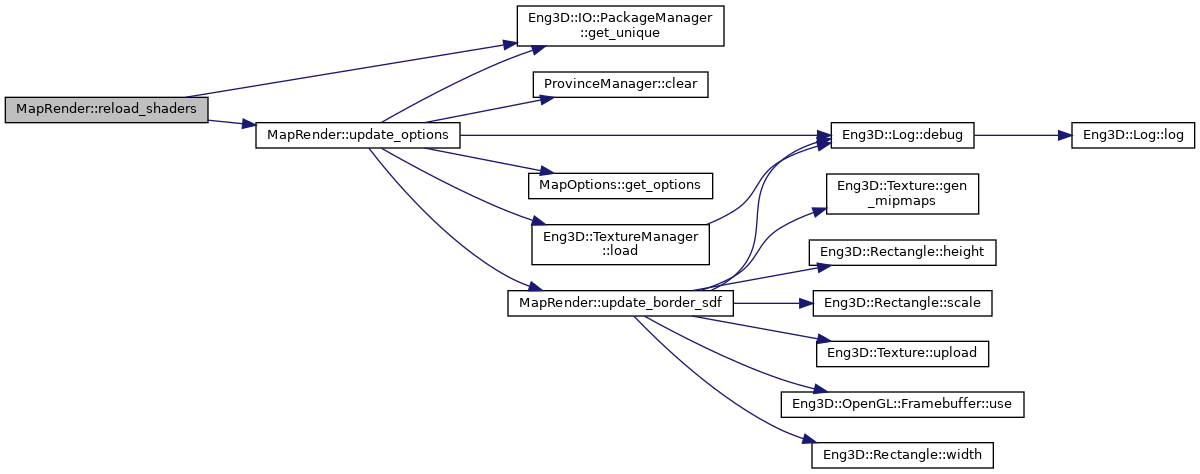 Eng3D::IO::PackageManager
::get_unique
ProvinceManager::clear
MapRender::reload_shaders
MapRender::update_options
Eng3D::Log::debug
Eng3D::Log::log
MapOptions::get_options
Eng3D::Texture::gen
_mipmaps
Eng3D::TextureManager
::load
Eng3D::Rectangle::height
MapRender::update_border_sdf
Eng3D::Rectangle::scale
Eng3D::Texture::upload
Eng3D::OpenGL::Framebuffer::use
Eng3D::Rectangle::width